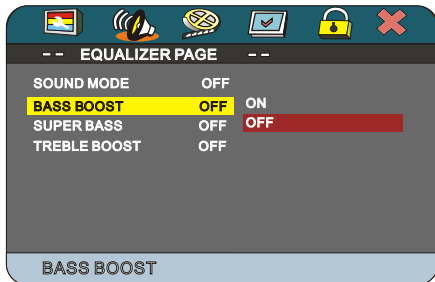 -- EQUALIZER PAGE --
SOUND MODE OFF
BASS BOOST OFF ON
SUPER BASS OFF OFF
TREBLE BOOST OFF
BASS BOOST